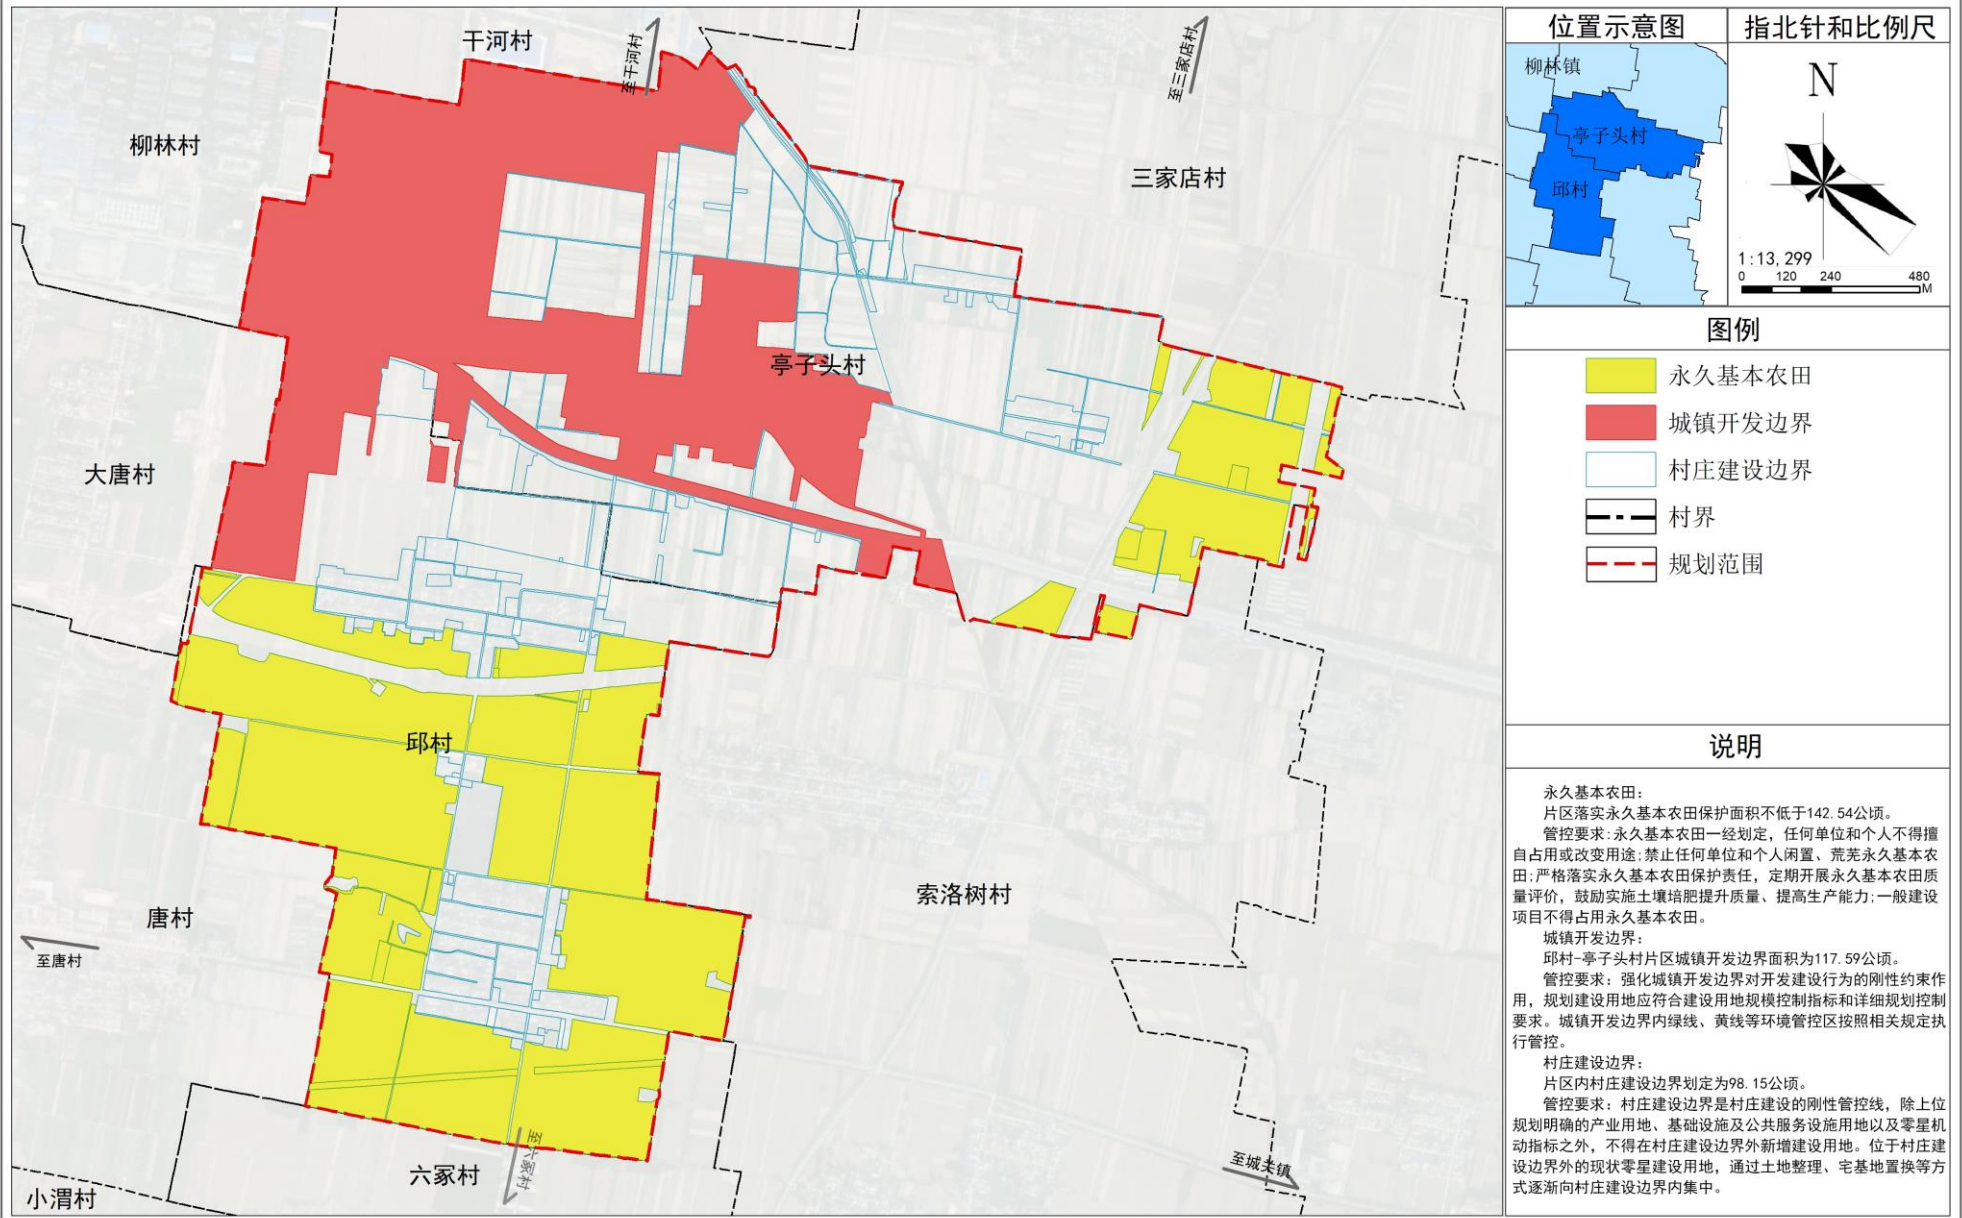 干河村
至干河村
至三家店村
柳林村
三家店村
亭子头村
大唐村
邱村
索洛树村
唐村
至唐村
六冢村
至六冢村
至城关镇
小渭村
位置示意图
柳林镇
亭子头村
邱村
指北针和比例尺
N
1:13,299
0 120 240 480
M
图例
永久基本农田
城镇开发边界
村庄建设边界
村界
规划范围
说明
永久基本农田：
片区落实永久基本农田保护面积不低于142.54公顷。
管控要求：永久基本农田一经划定，任何单位和个人不得擅
自占用或改变用途；禁止任何单位和个人闲置、荒芜永久基本农
田；严格落实永久基本农田保护责任，定期开展永久基本农田质
量评价，鼓励实施土壤培肥提升质量、提高生产能力；一般建设
项目不得占用永久基本农田。
城镇开发边界：
邱村-亭子头村片区城镇开发边界面积为117.59公顷。
管控要求：强化城镇开发边界对开发建设行为的刚性约束作
用，规划建设用地应符合建设用地规模控制指标和详细规划控制
要求。城镇开发边界内绿线、黄线等环境管控区按照相关规定执
行管控。
村庄建设边界：
片区内村庄建设边界划定为98.15公顷。
管控要求：村庄建设边界是村庄建设的刚性管控线，除上位
规划明确的产业用地、基础设施及公共服务设施用地以及零星机
动指标之外，不得在村庄建设边界外新增建设用地。位于村庄建
设边界外的现状零星建设用地，通过土地整理、宅基地置换等方
式逐渐向村庄建设边界内集中。